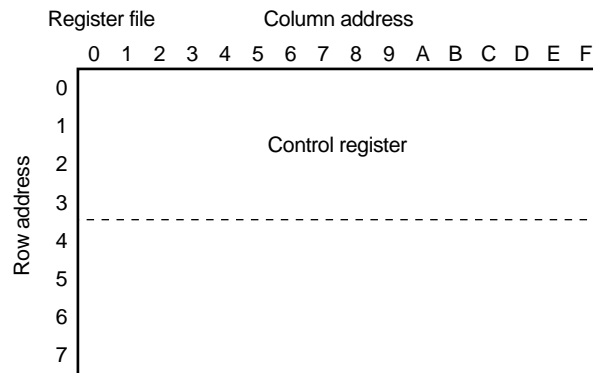 Register file Column address
0 1 2 3 4 5 6 7 8 9 A B C D E F
Row address
0
1
Control register
2
3
4
5
6
7